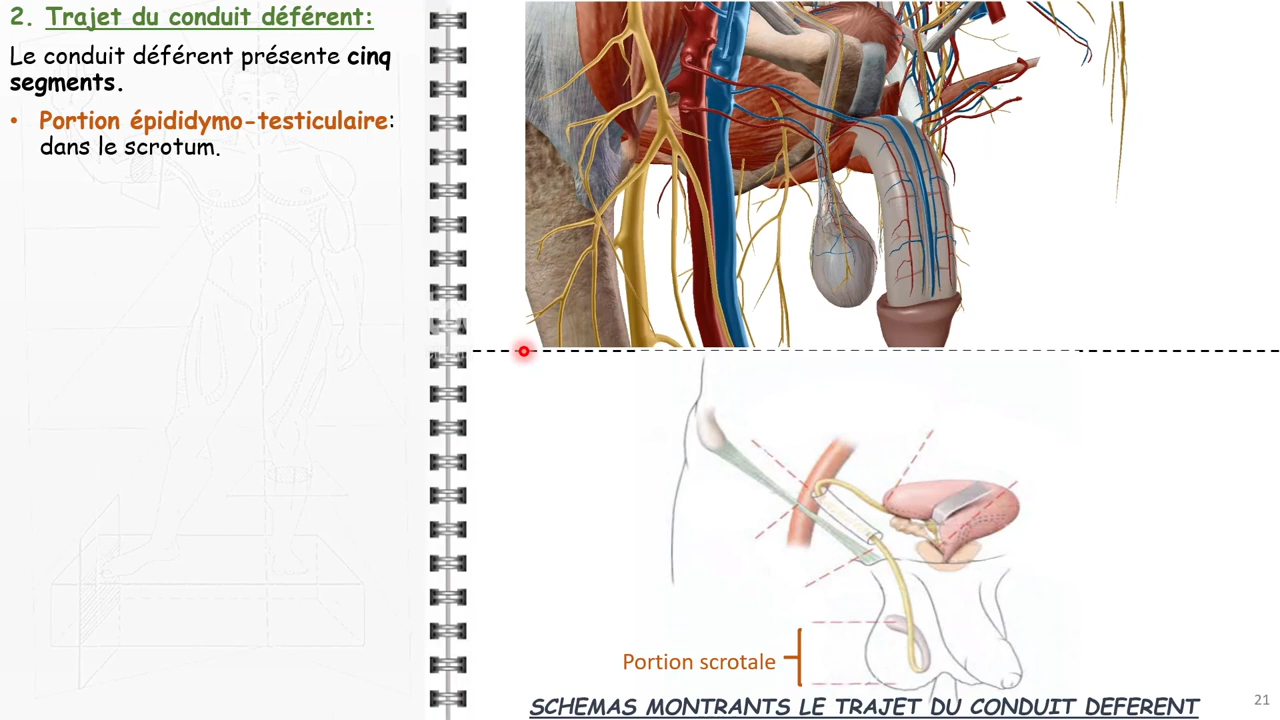 2. Trajet du conduit déférent:
Le conduit déférent présente cinq
segments.
• Portion épididymo-testiculaire:
dans le scrotum.
Portion scrotale
SCHEMAS MONTRANTS LE TRAJET DU CONDUIT DEFERENT
21